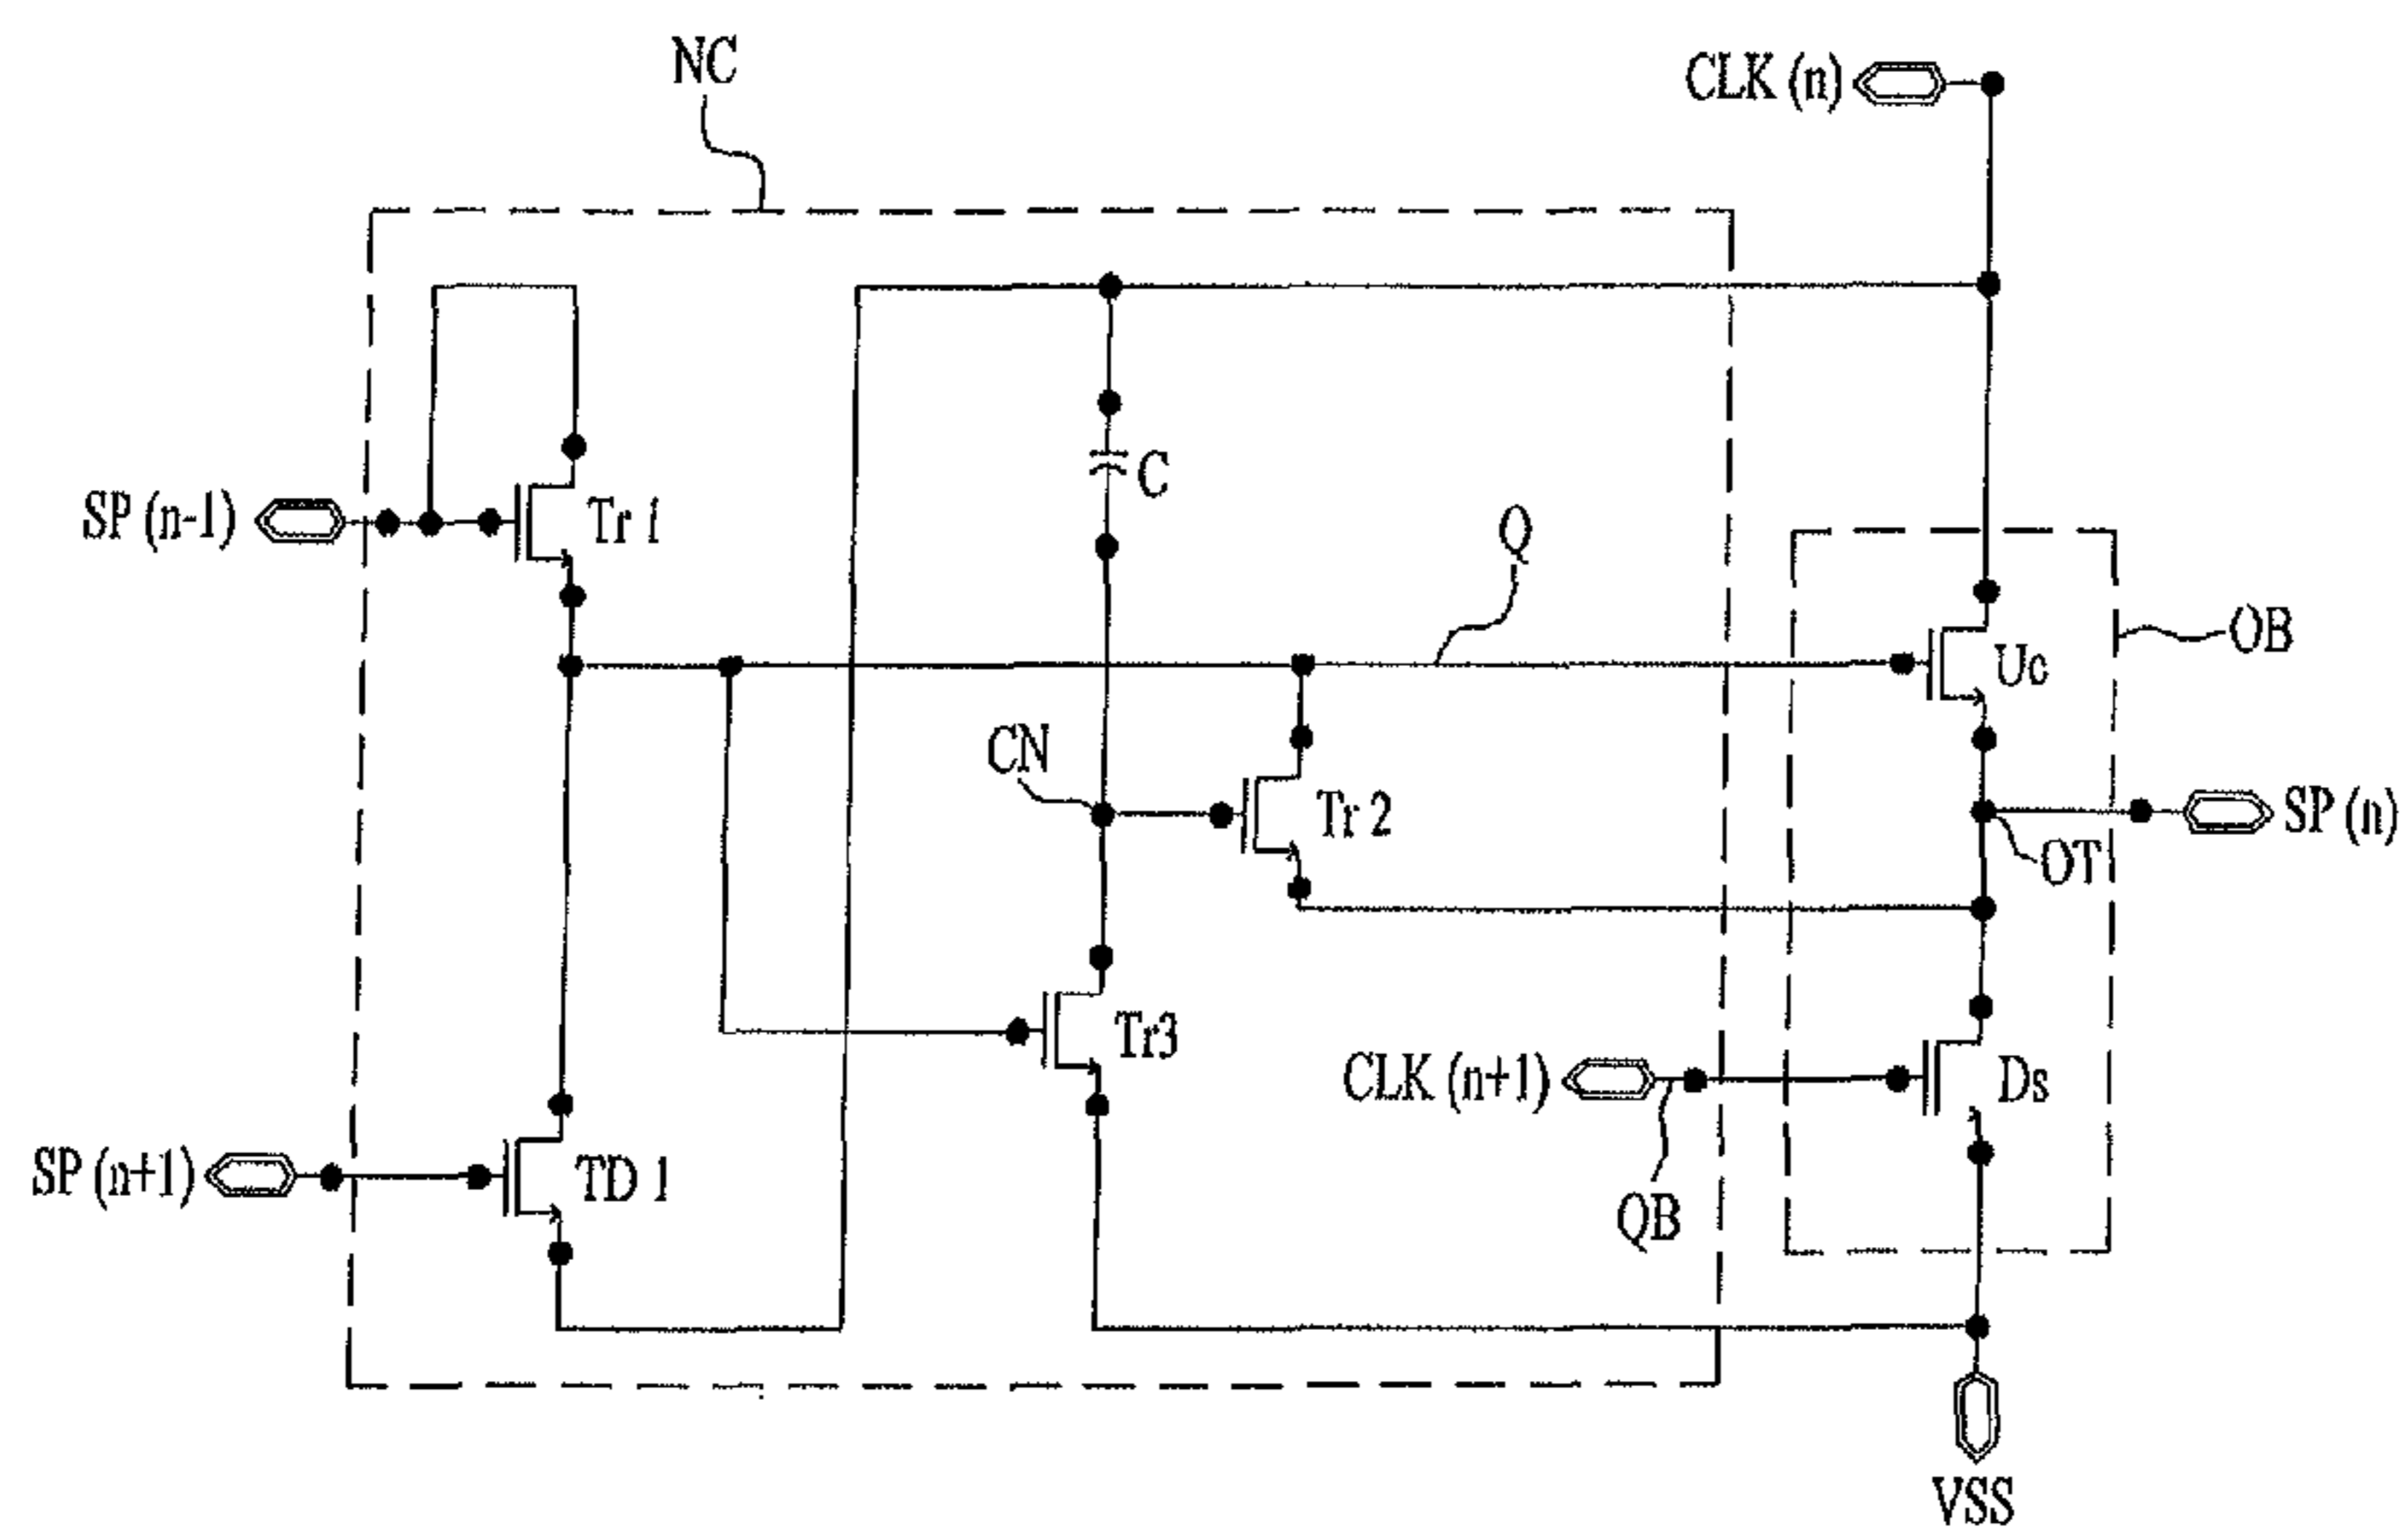 NC
CLK (n)
C
SP (n-1)
Tr 1
Q
OB
Uc
CN
Tr 2
SP (n)
OT
Tr3
CLK (n+1)
Ds
SP (n+1)
TD 1
QB
VSS